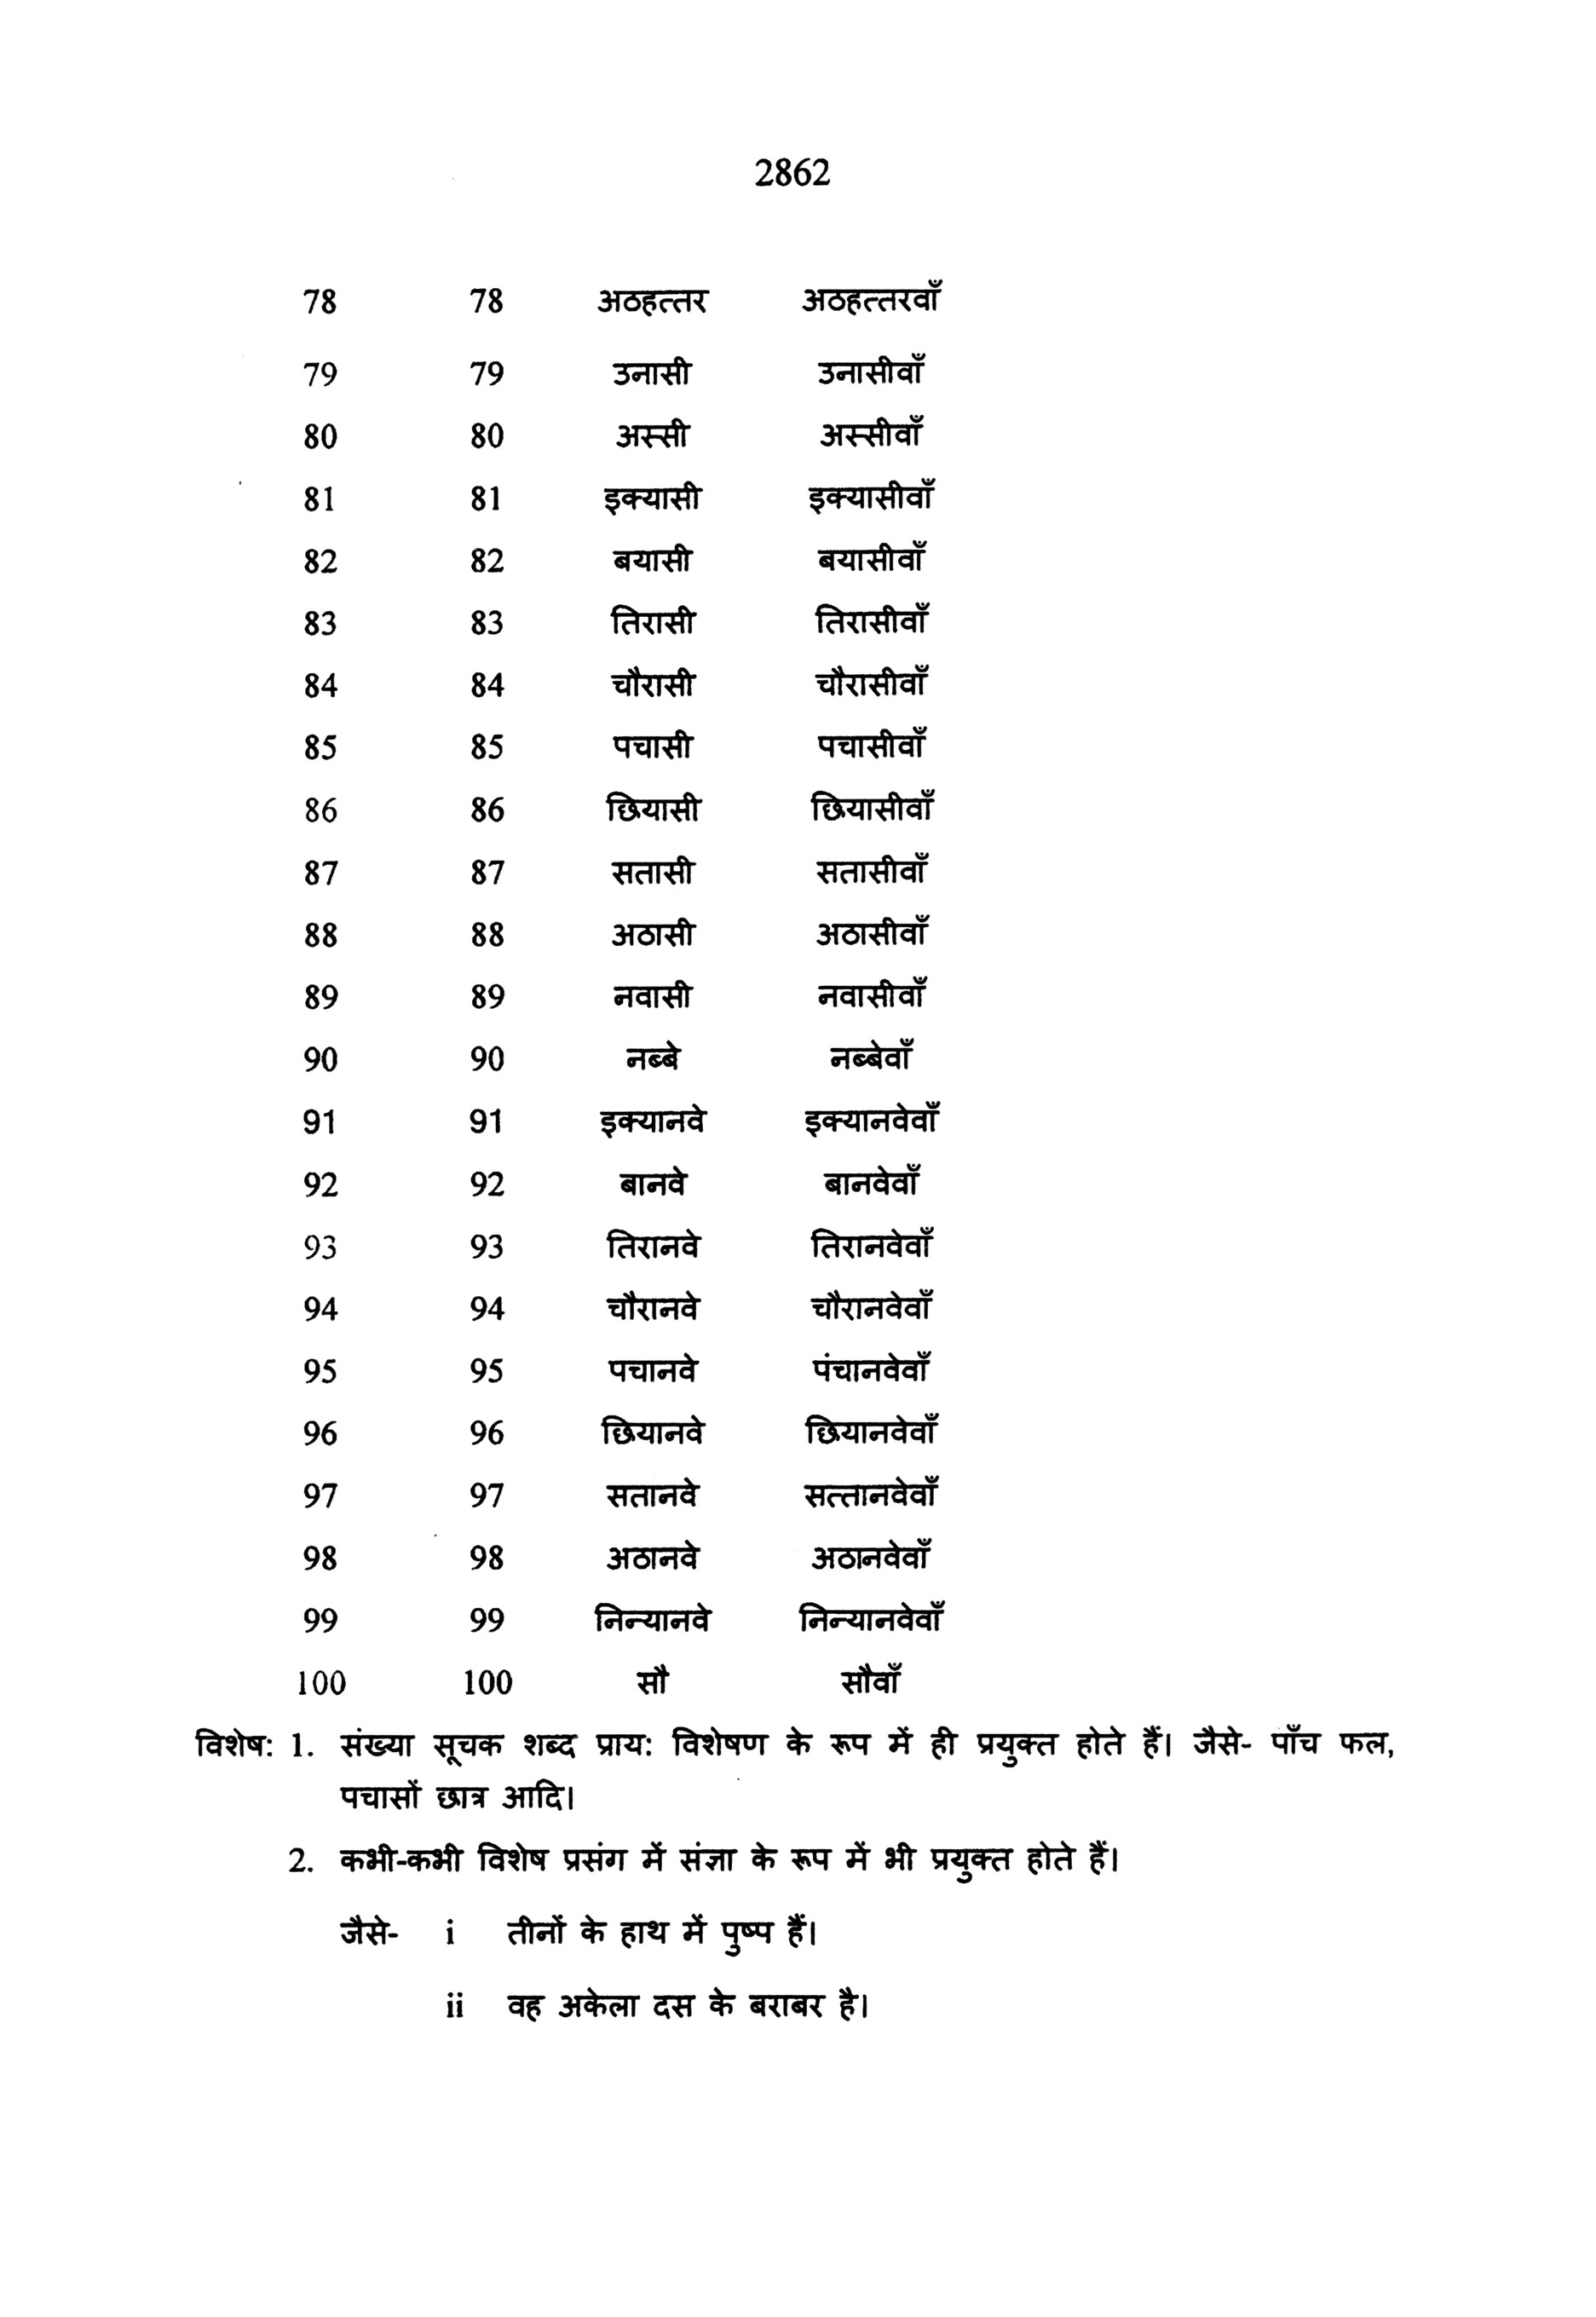 2862
78 78 अठहत्तर अठहत्तरवाँ
79 79 उनासी उनासीवाँ
80 80 अस्सी अस्सीवाँ
81 81 इक्यासी इक्यासीवाँ
82 82 बयासी बयासीवाँ
83 83 तिरासी तिरासीवाँ
84 84 चौरासी चौरासीवाँ
85 85 पचासी पचासीवाँ
86 86 छियासी छियासीवाँ
87 87 सतासी सतासीवाँ
88 88 अठासी अठासीवाँ
89 89 नवासी नवासीवाँ
90 90 नब्बे नब्बेवाँ
91 91 इक्यानवे इक्यानवेवाँ
92 92 बानवे बानवेवाँ
93 93 तिरानवे तिरानवेवाँ
94 94 चौरानवे चौरानवेवाँ
95 95 पचानवे पंचानवेवाँ
96 96 छियानवे छियानवेवाँ
97 97 सतानवे सत्तानवेवाँ
98 98 अठानवे अठानवेवाँ
99 99 निन्यानवे निन्यानवेवाँ
100 100 सौ सौवाँ
विशेष: 1. संख्या सूचक शब्द प्राय: विशेषण के रूप में ही प्रयुक्त होते हैं। जैसे- पाँच फल,
पचासों छात्र आदि।
2. कभी-कभी विशेष प्रसंग में संज्ञा के रूप में भी प्रयुक्त होते हैं।
जैसे- i तीनों के हाथ में पुष्प हैं।
ii वह अकेला दस के बराबर है।